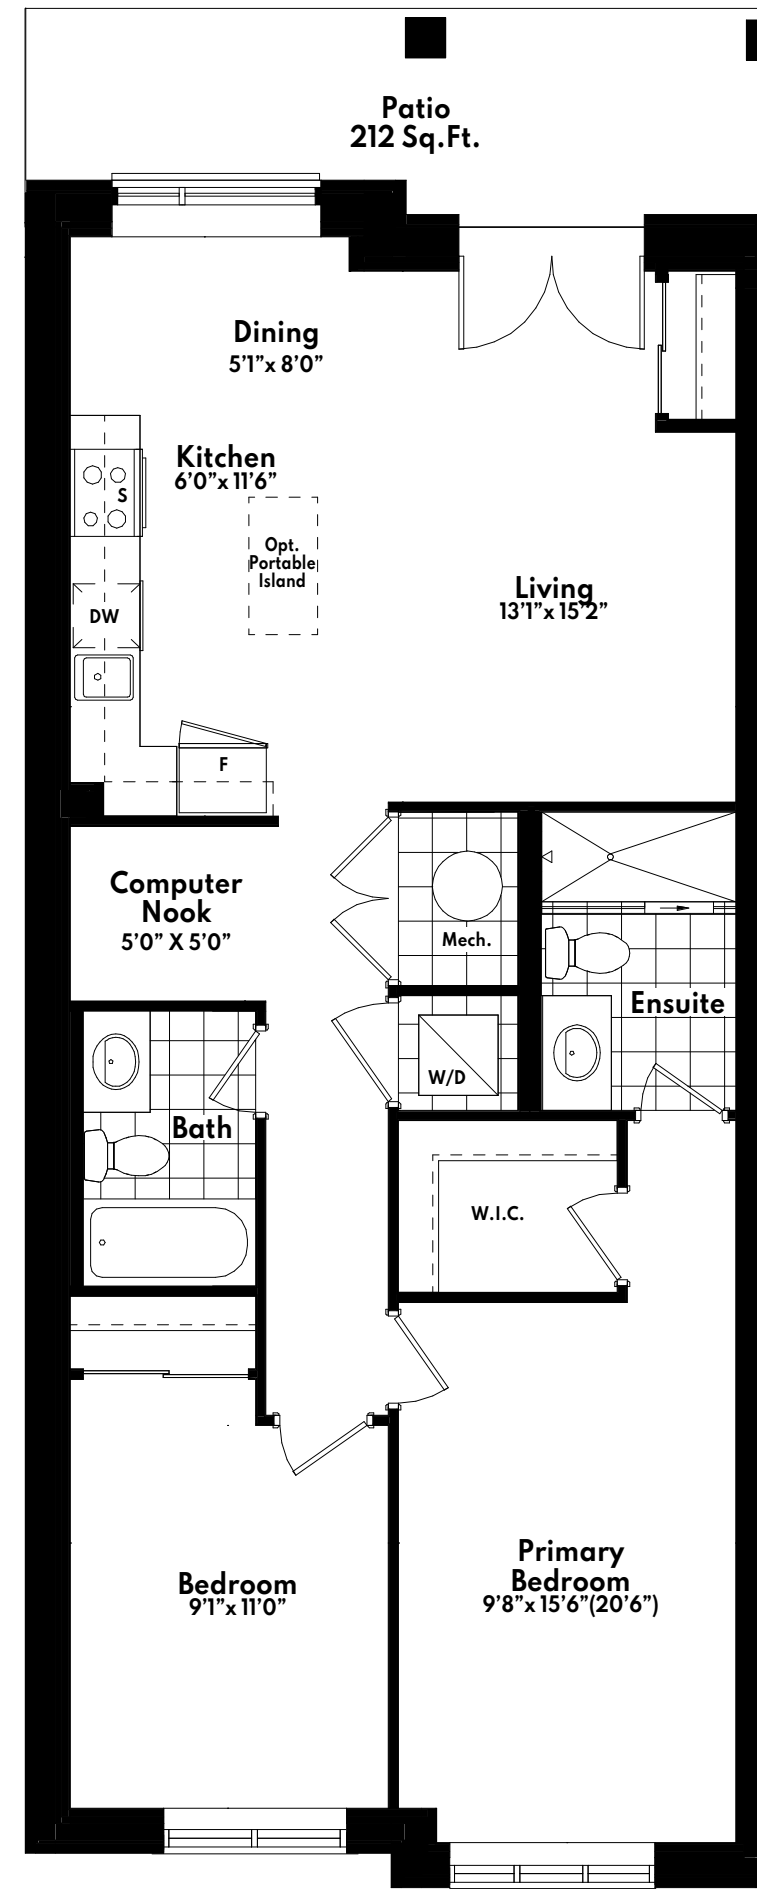 Patio
212 Sq.Ft.
Dining
5'1"x 8'0"
Kitchen
6'0"x 11'6"
S
Opt.
Portable
Island
Living
13'1"x 15'2"
DW
F
Computer
Nook
5'0" X 5'0"
Mech.
Ensuite
W/D
Bath
W.I.C.
Primary
Bedroom
9'8"x 15'6"(20'6")
Bedroom
9'1"x 11'0"